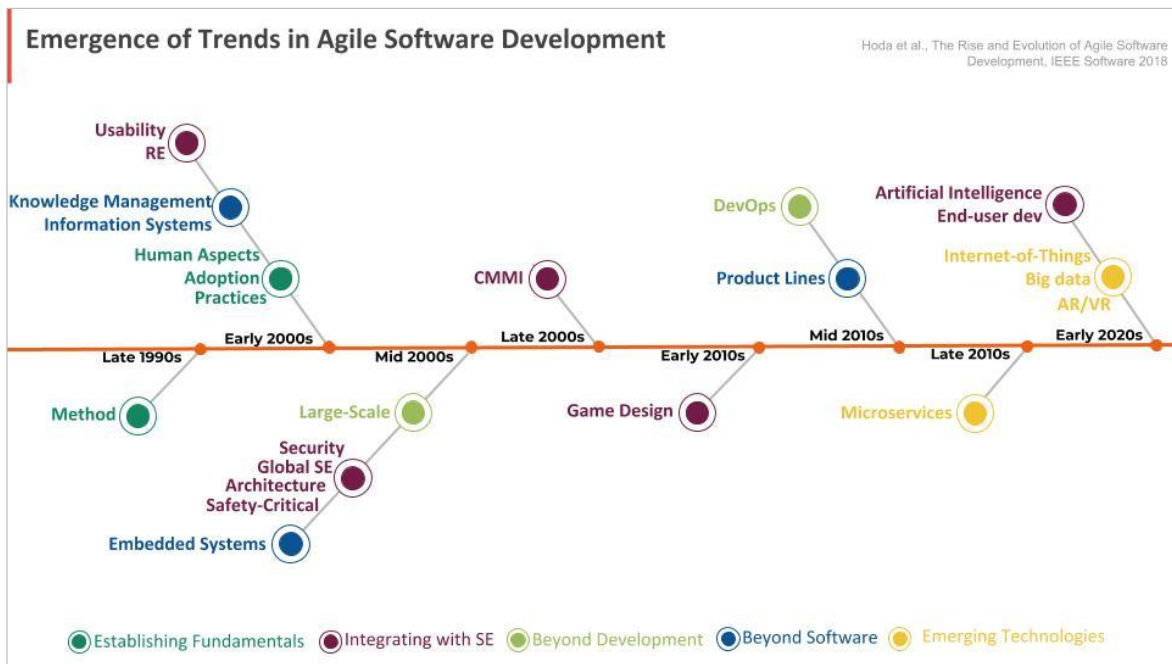 Emergence of Trends in Agile Software Development
Hoda et al., The Rise and Evolution of Agile Software
Development, IEEE Software 2018
Usability
RE
Knowledge Management
Information Systems
Human Aspects
Adoption
Practices
CMMI
DevOps
Product Lines
Artificial Intelligence
End-user dev
Internet-of-Things
Big data
AR/VR
Late 1990s
Early 2000s
Mid 2000s
Late 2000s
Early 2010s
Mid 2010s
Late 2010s
Early 2020s
Method
Large-Scale
Security
Global SE
Architecture
Safety-Critical
Embedded Systems
Game Design
Microservices
Establishing Fundamentals
Integrating with SE
Beyond Development
Beyond Software
Emerging Technologies